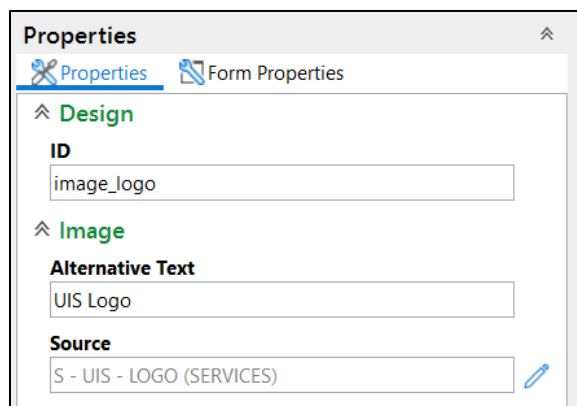 Properties
Properties Form Properties
Design
ID
image_logo
Image
Alternative Text
UIS Logo
Source
S - UIS - LOGO (SERVICES)